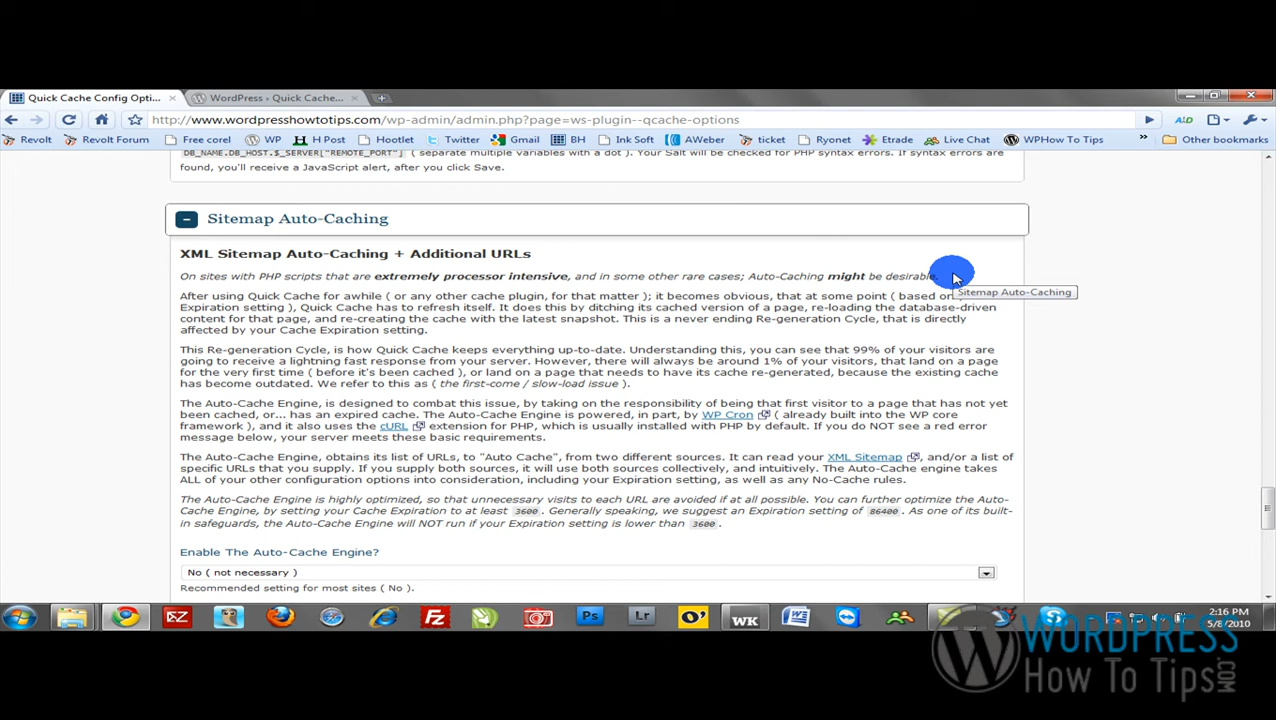 Quick Cache Config Opti...
WordPress › Quick Cache...
http://www.wordpresshowtotips.com/wp-admin/admin.php?page=ws-plugin--qcache-options
Revolt Revolt Forum Free corel WP H Post Hootlet Twitter Gmail BH Ink Soft AWeber ticket Ryonet Etrade Live Chat WPHow To Tips » Other bookmarks
DB_NAME.DB_HOST.$_SERVER["REMOTE_PORT"] ( separate multiple variables with a dot ). Your Salt will be checked for PHP syntax errors. If syntax errors are
found, you'll receive a JavaScript alert, after you click Save.
Sitemap Auto-Caching
XML Sitemap Auto-Caching + Additional URLs
On sites with PHP scripts that are extremely processor intensive, and in some other rare cases; Auto-Caching might be desirable.
Sitemap Auto-Caching
After using Quick Cache for awhile ( or any other cache plugin, for that matter ); it becomes obvious, that at some point ( based on
Expiration setting ), Quick Cache has to refresh itself. It does this by ditching its cached version of a page, re-loading the database-driven
content for that page, and re-creating the cache with the latest snapshot. This is a never ending Re-generation Cycle, that is directly
affected by your Cache Expiration setting.
This Re-generation Cycle, is how Quick Cache keeps everything up-to-date. Understanding this, you can see that 99% of your visitors are
going to receive a lightning fast response from your server. However, there will always be around 1% of your visitors, that land on a page
for the very first time ( before it's been cached ), or land on a page that needs to have its cache re-generated, because the existing cache
has become outdated. We refer to this as ( the first-come / slow-load issue ).
The Auto-Cache Engine, is designed to combat this issue, by taking on the responsibility of being that first visitor to a page that has not yet
been cached, or... has an expired cache. The Auto-Cache Engine is powered, in part, by WP Cron ( already built into the WP core
framework ), and it also uses the cURL extension for PHP, which is usually installed with PHP by default. If you do NOT see a red error
message below, your server meets these basic requirements.
The Auto-Cache Engine, obtains its list of URLs, to "Auto Cache", from two different sources. It can read your XML Sitemap, and/or a list of
specific URLs that you supply. If you supply both sources, it will use both sources collectively, and intuitively. The Auto-Cache engine takes
ALL of your other configuration options into consideration, including your Expiration setting, as well as any No-Cache rules.
The Auto-Cache Engine is highly optimized, so that unnecessary visits to each URL are avoided if at all possible. You can further optimize the Auto-
Cache Engine, by setting your Cache Expiration to at least 3600. Generally speaking, we suggest an Expiration setting of 86400. As one of its built-
in safeguards, the Auto-Cache Engine will NOT run if your Expiration setting is lower than 3600.
Enable The Auto-Cache Engine?
No ( not necessary )
Recommended setting for most sites ( No ).
2:16 PM
5/8/2010
WORDPRESS
How To Tips
.COM